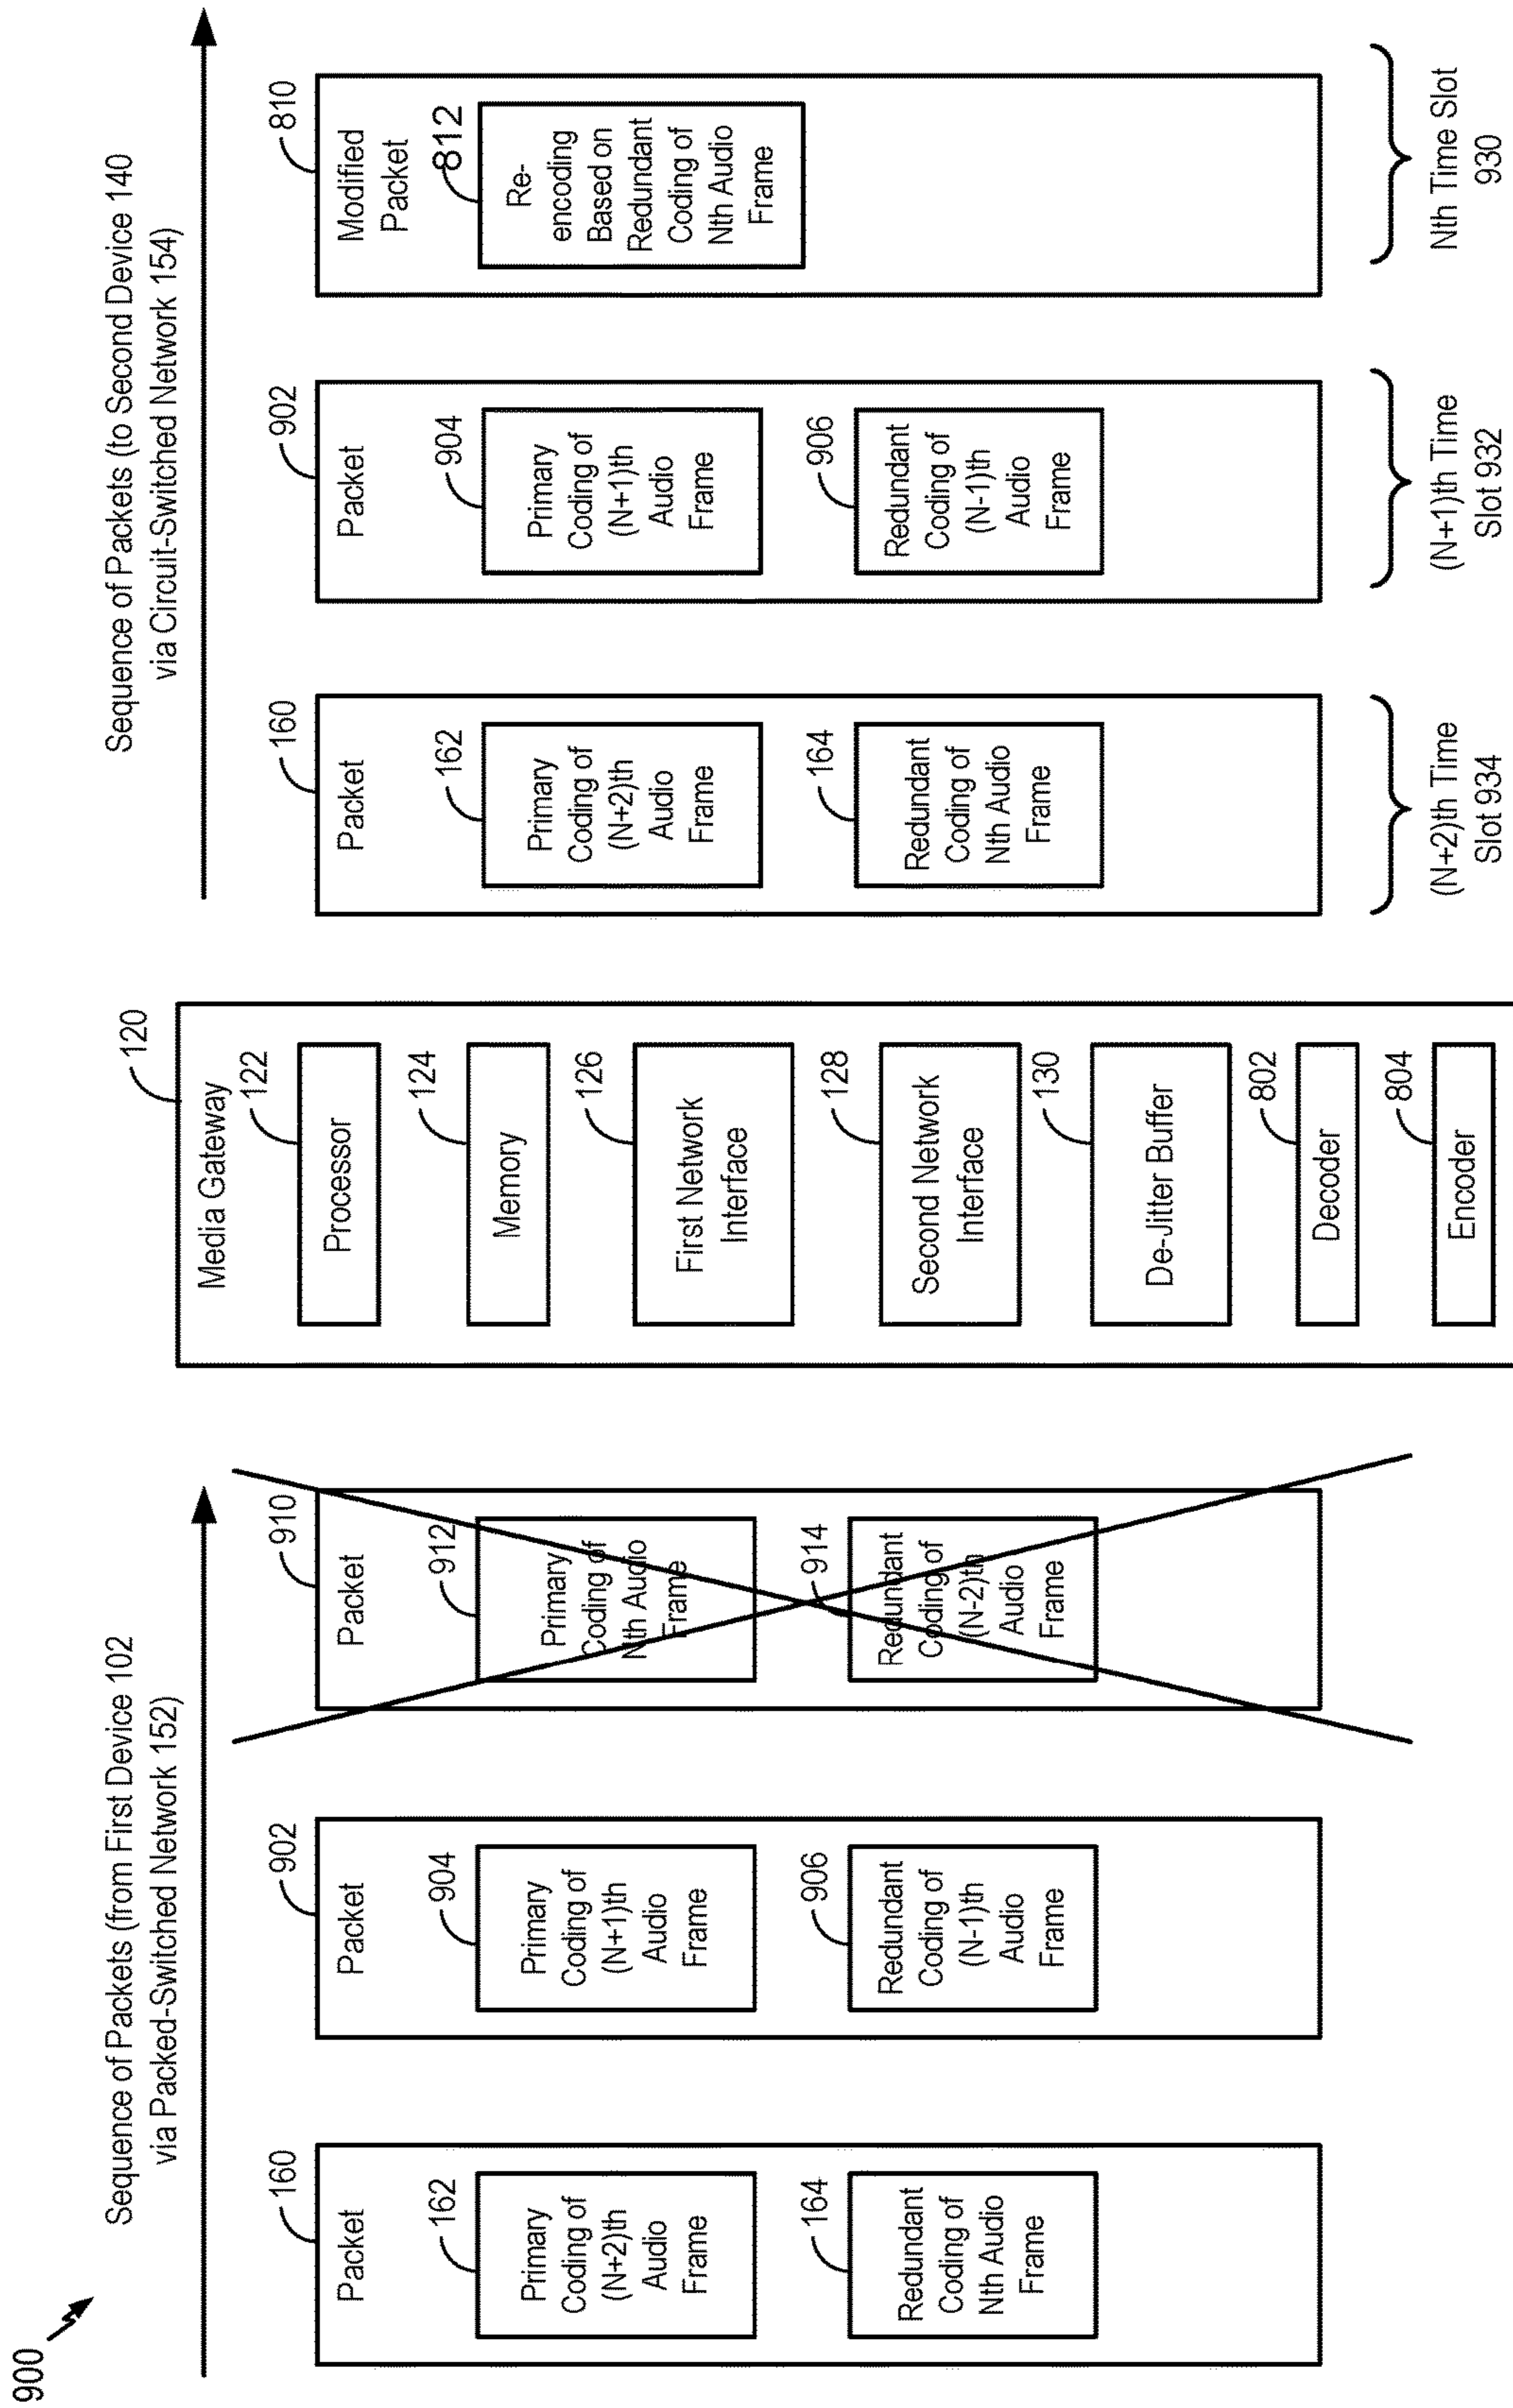 900
Sequence of Packets (from First Device 102
via Packed-Switched Network 152)
160
Packet
162
Primary
Coding of
(N+2)th
Audio
Frame
164
Redundant
Coding of
Nth Audio
Frame
902
Packet
904
Primary
Coding of
(N+1)th
Audio
Frame
906
Redundant
Coding of
(N-1)th
Audio
Frame
910
Packet
912
Primary
Coding of
Nth Audio
Frame
914
Redundant
Coding of
(N-2)th
Audio
Frame
120
Media Gateway
122
Processor
124
Memory
126
First Network
Interface
128
Second Network
Interface
130
De-Jitter Buffer
802
Decoder
804
Encoder
Sequence of Packets (to Second Device 140
via Circuit-Switched Network 154)
160
Packet
162
Primary
Coding of
(N+2)th
Audio
Frame
164
Redundant
Coding of
Nth Audio
Frame
(N+2)th Time
Slot 934
902
Packet
904
Primary
Coding of
(N+1)th
Audio
Frame
906
Redundant
Coding of
(N-1)th
Audio
Frame
(N+1)th Time
Slot 932
810
Modified
Packet
812
Re-
encoding
Based on
Redundant
Coding of
Nth Audio
Frame
Nth Time Slot
930